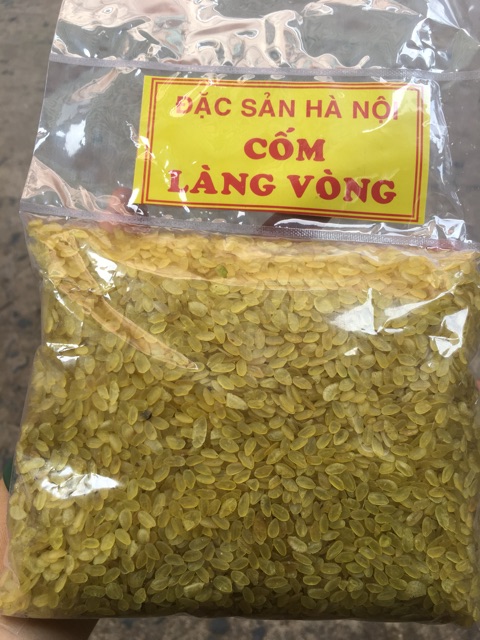 ĐẶC SẢN HÀ NỘI
CỐM
LÀNG VÒNG